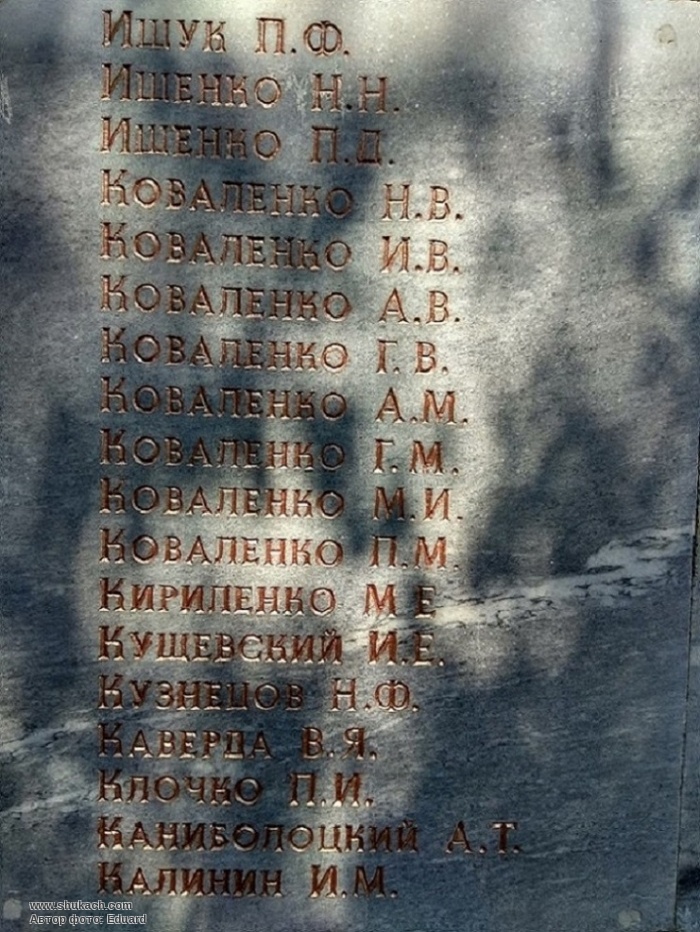 Ищук П.Ф.
Ищенко Н.Н.
Ищенко П.Д.
Коваленко Н.В.
Коваленко И.В.
Коваленко А.В.
Коваленко Г.В.
Коваленко А.М.
Коваленко Г.М.
Коваленко М.И.
Коваленко П.М.
Кириленко М Е
Кущевский И.Е.
Кузнецов Н.Ф.
Каверда В.Я.
Клочко П.И.
Каниболоцкий А.Т.
Калинин И.М.
www.shukach.com
Автор фото: Eduard